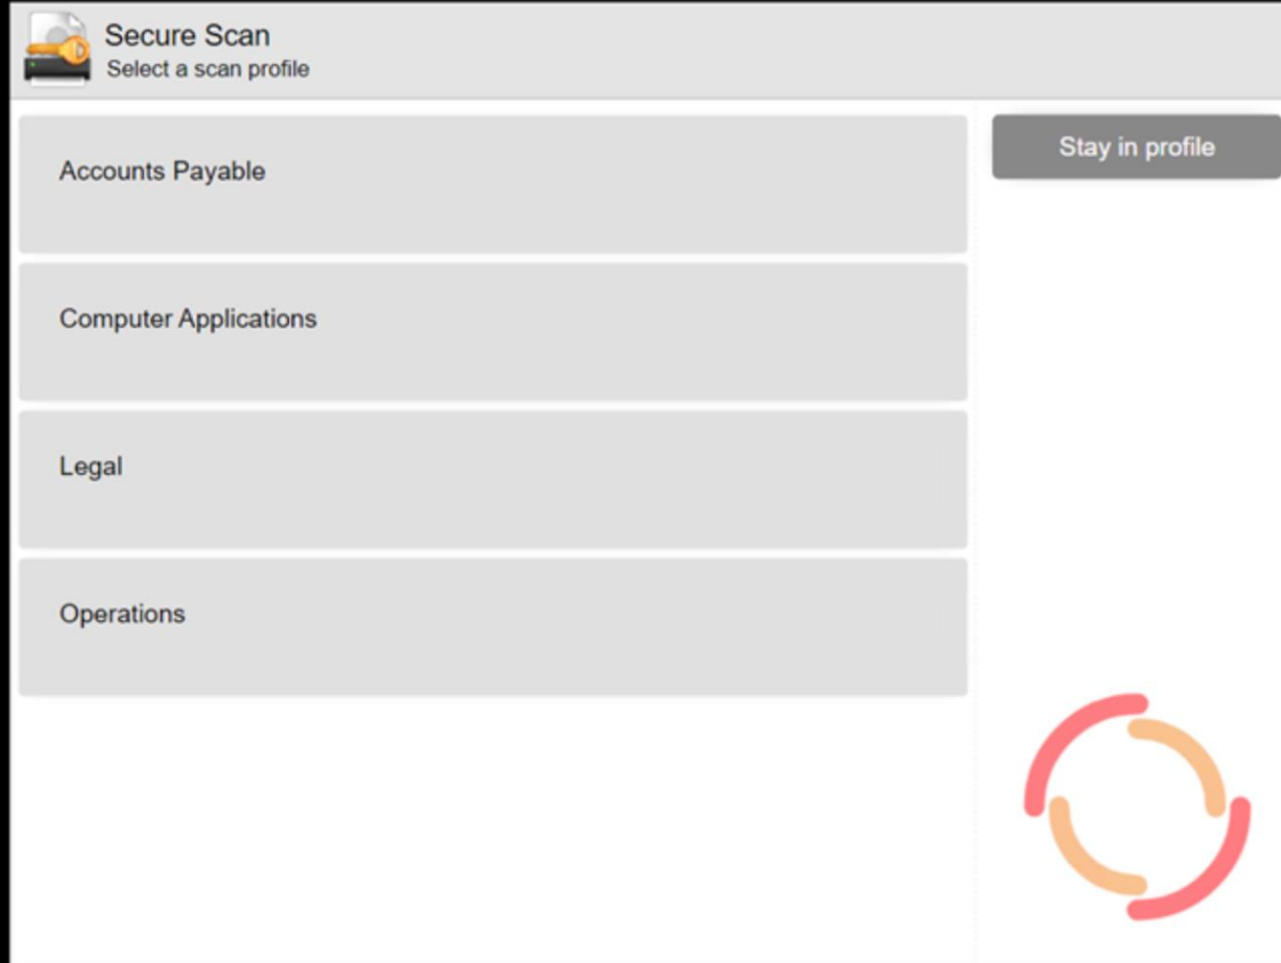 Secure Scan
Select a scan profile
Accounts Payable
Stay in profile
Computer Applications
Legal
Operations